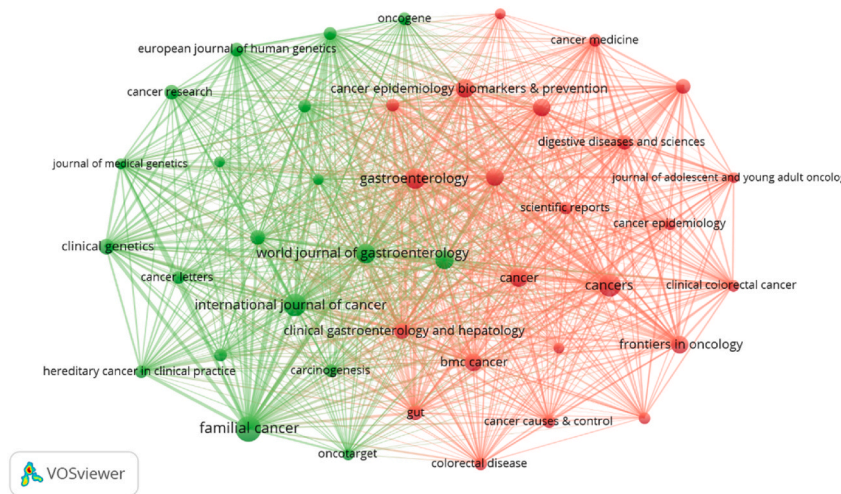 oncogene
european journal of human genetics
cancer medicine
cancer research
cancer epidemiology biomarkers & prevention
digestive diseases and sciences
journal of medical genetics
gastroenterology
journal of adolescent and young adult oncolo
scientific reports
cancer epidemiology
clinical genetics
world journal of gastroenterology
cancer letters
cancer
cancers
clinical colorectal cancer
international journal of cancer
clinical gastroenterology and hepatology
frontiers in oncology
hereditary cancer in clinical practice
carcinogenesis
bmc cancer
gut
familial cancer
cancer causes & control
oncotarget
colorectal disease
VOSviewer